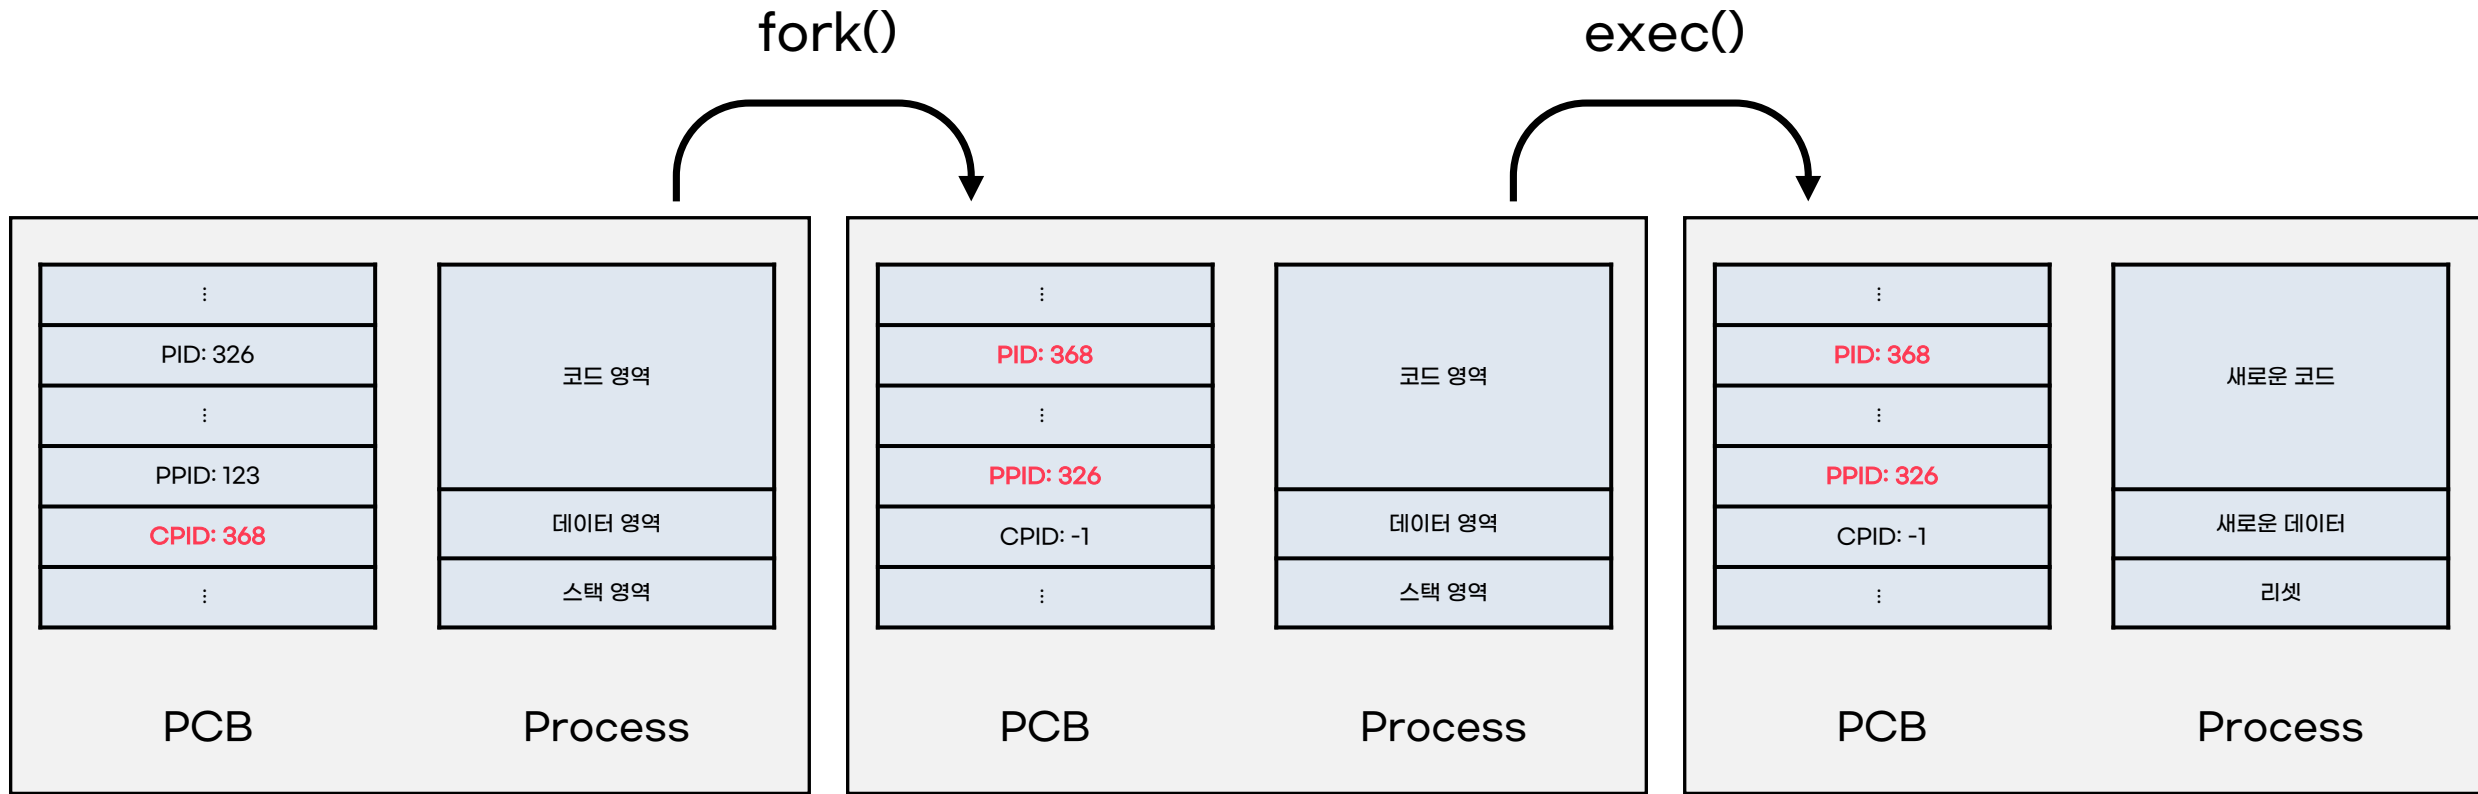 fork()
exec()
⋮
PID: 326
⋮
PPID: 123
CPID: 368
⋮
코드 영역
데이터 영역
스택 영역
PCB
Process
⋮
PID: 368
⋮
PPID: 326
CPID: -1
⋮
코드 영역
데이터 영역
스택 영역
PCB
Process
⋮
PID: 368
⋮
PPID: 326
CPID: -1
⋮
새로운 코드
새로운 데이터
리셋
PCB
Process